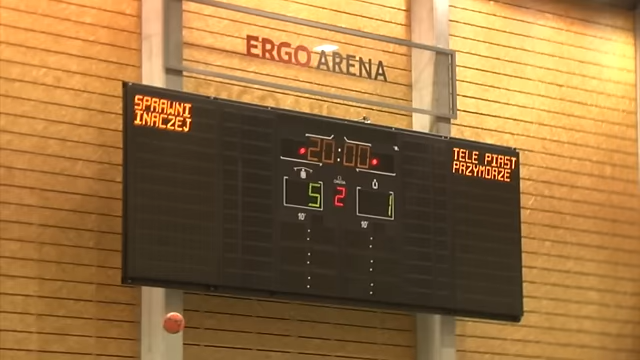 ERGO ARENA
SPRAWNI
INACZEJ
20:00
TELE PIAST
PRZYMORZE
5 2 1
10' 10'